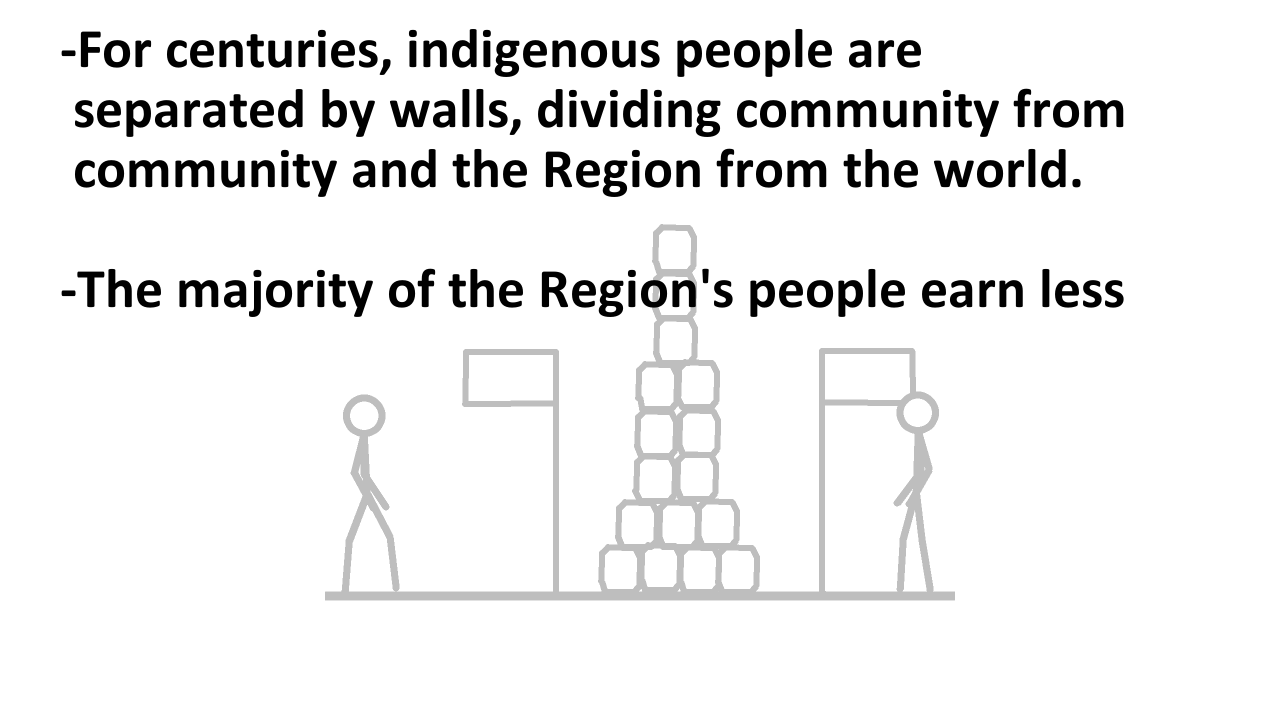 -For centuries, indigenous people are
separated by walls, dividing community from
community and the Region from the world.
-The majority of the Region's people earn less